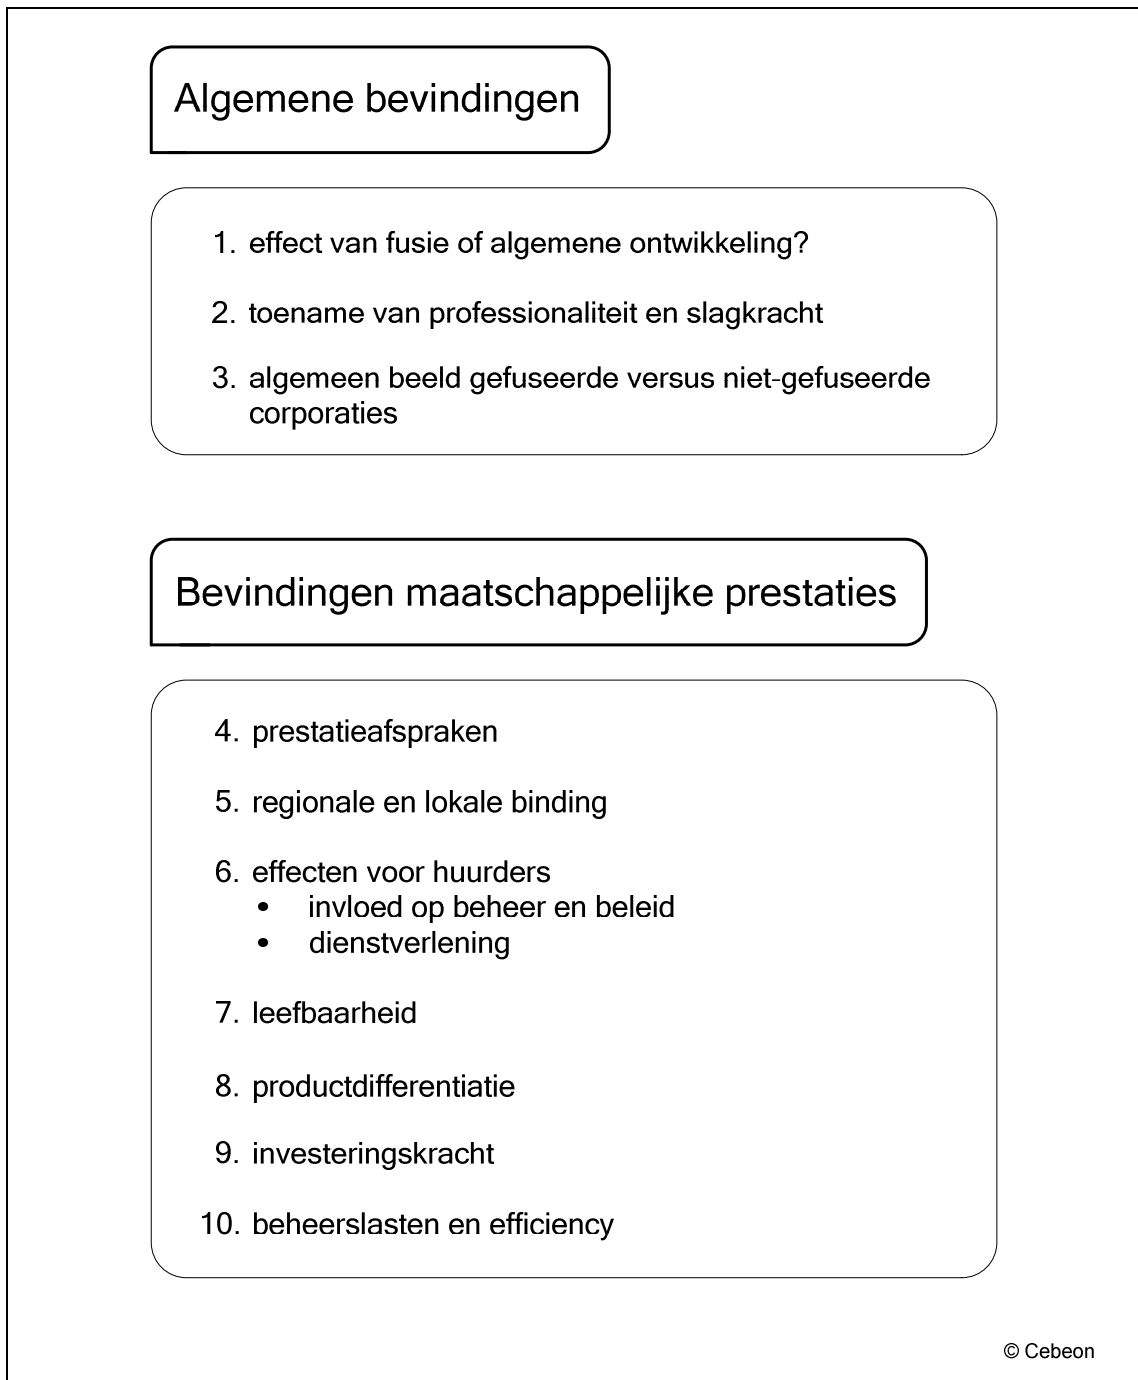 Algemene bevindingen
1. effect van fusie of algemene ontwikkeling?
2. toename van professionaliteit en slagkracht
3. algemeen beeld gefuseerde versus niet-gefuseerde
corporaties
Bevindingen maatschappelijke prestaties
4. prestatieafspraken
5. regionale en lokale binding
6. effecten voor huurders
• invloed op beheer en beleid
• dienstverlening
7. leefbaarheid
8. productdifferentiatie
9. investeringskracht
10. beheerslasten en efficiency
© Cebeon